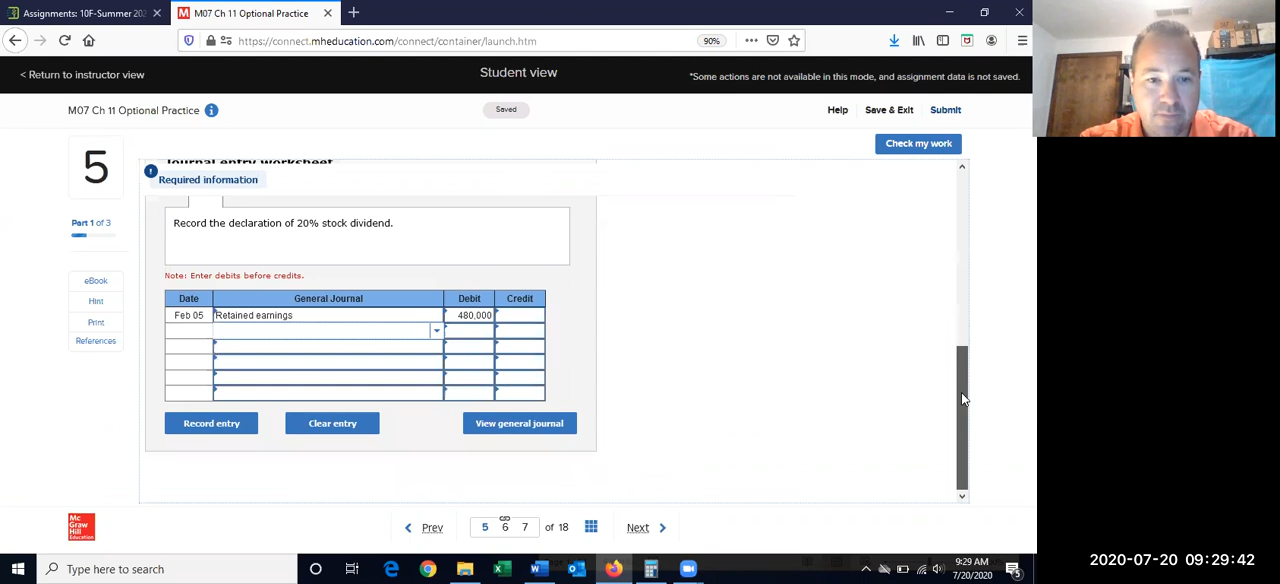 Assignments: 10F-Summer 202
M07 Ch 11 Optional Practice
https://connect.mheducation.com/connect/container/launch.htm
90%
< Return to instructor view
Student view
*Some actions are not available in this mode, and assignment data is not saved.
M07 Ch 11 Optional Practice
Saved
Help
Save & Exit
Submit
5
Check my work
Journal entry worksheet
Required information
Part 1 of 3
Record the declaration of 20% stock dividend.
eBook
Hint
Print
References
Note: Enter debits before credits.
Date General Journal Debit Credit
Feb 05 Retained earnings 480,000
Record entry
Clear entry
View general journal
Mc Graw Hill Education
< Prev
5 6 7 of 18
Next >
Type here to search
9:29 AM
7/20/2020
5
2020-07-20 09:29:42